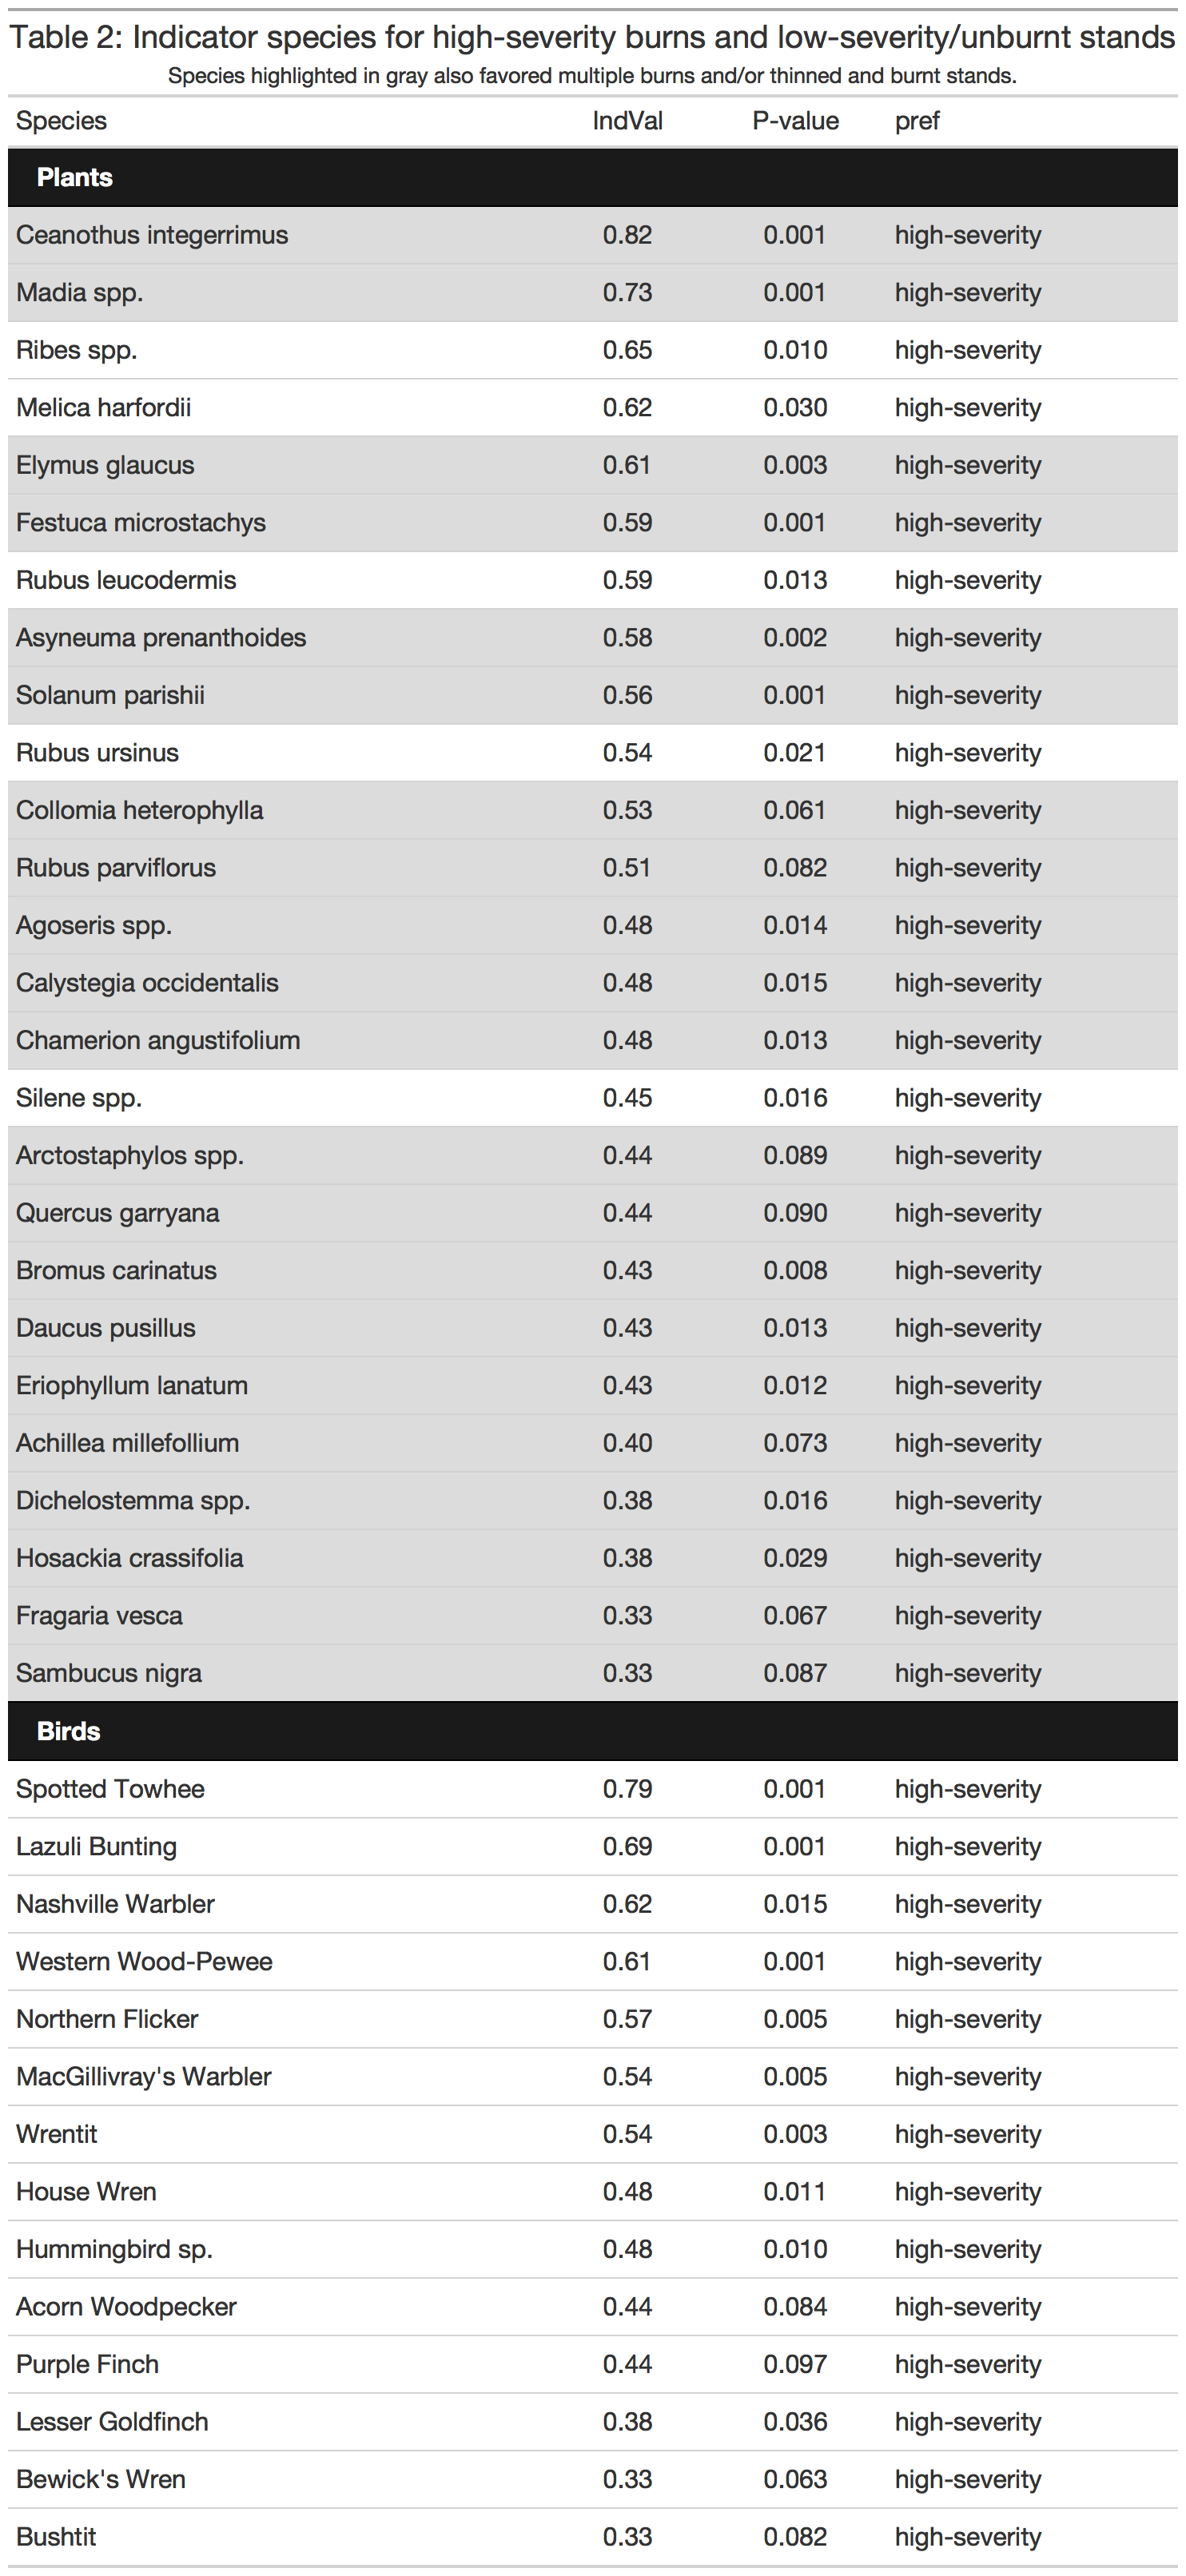 Table 2: Indicator species for high-severity burns and low-severity/unburnt stands
Species highlighted in gray also favored multiple burns and/or thinned and burnt stands.
Species IndVal P-value pref
Plants
Ceanothus integerrimus 0.82 0.001 high-severity
Madia spp. 0.73 0.001 high-severity
Ribes spp. 0.65 0.010 high-severity
Melica harfordii 0.62 0.030 high-severity
Elymus glaucus 0.61 0.003 high-severity
Festuca microstachys 0.59 0.001 high-severity
Rubus leucodermis 0.59 0.013 high-severity
Asyneuma prenanthoides 0.58 0.002 high-severity
Solanum parishii 0.56 0.001 high-severity
Rubus ursinus 0.54 0.021 high-severity
Collomia heterophylla 0.53 0.061 high-severity
Rubus parviflorus 0.51 0.082 high-severity
Agoseris spp. 0.48 0.014 high-severity
Calystegia occidentalis 0.48 0.015 high-severity
Chamerion angustifolium 0.48 0.013 high-severity
Silene spp. 0.45 0.016 high-severity
Arctostaphylos spp. 0.44 0.089 high-severity
Quercus garryana 0.44 0.090 high-severity
Bromus carinatus 0.43 0.008 high-severity
Daucus pusillus 0.43 0.013 high-severity
Eriophyllum lanatum 0.43 0.012 high-severity
Achillea millefollium 0.40 0.073 high-severity
Dichelostemma spp. 0.38 0.016 high-severity
Hosackia crassifolia 0.38 0.029 high-severity
Fragaria vesca 0.33 0.067 high-severity
Sambucus nigra 0.33 0.087 high-severity
Birds
Spotted Towhee 0.79 0.001 high-severity
Lazuli Bunting 0.69 0.001 high-severity
Nashville Warbler 0.62 0.015 high-severity
Western Wood-Pewee 0.61 0.001 high-severity
Northern Flicker 0.57 0.005 high-severity
MacGillivray's Warbler 0.54 0.005 high-severity
Wrentit 0.54 0.003 high-severity
House Wren 0.48 0.011 high-severity
Hummingbird sp. 0.48 0.010 high-severity
Acorn Woodpecker 0.44 0.084 high-severity
Purple Finch 0.44 0.097 high-severity
Lesser Goldfinch 0.38 0.036 high-severity
Bewick's Wren 0.33 0.063 high-severity
Bushtit 0.33 0.082 high-severity